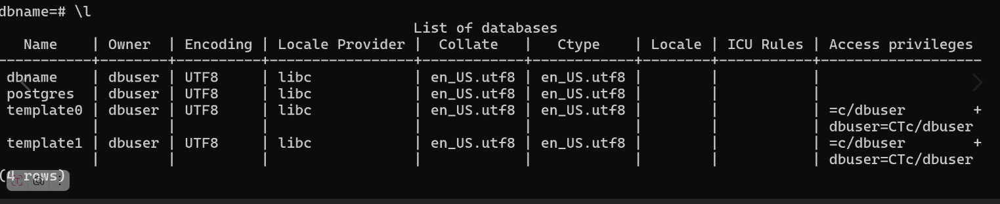 dbname=# \l
                                                List of databases
   Name    | Owner  | Encoding | Locale Provider |  Collate   |   Ctype    | Locale | ICU Rules | Access privileges
-----------+--------+----------+-----------------+------------+------------+--------+-----------+-------------------
 dbname    | dbuser | UTF8     | libc            | en_US.utf8 | en_US.utf8 |        |           |
 postgres  | dbuser | UTF8     | libc            | en_US.utf8 | en_US.utf8 |        |           |
 template0 | dbuser | UTF8     | libc            | en_US.utf8 | en_US.utf8 |        |           | =c/dbuser        +
           |        |          |                 |            |            |        |           | dbuser=CTc/dbuser
 template1 | dbuser | UTF8     | libc            | en_US.utf8 | en_US.utf8 |        |           | =c/dbuser        +
           |        |          |                 |            |            |        |           | dbuser=CTc/dbuser
(4 rows)